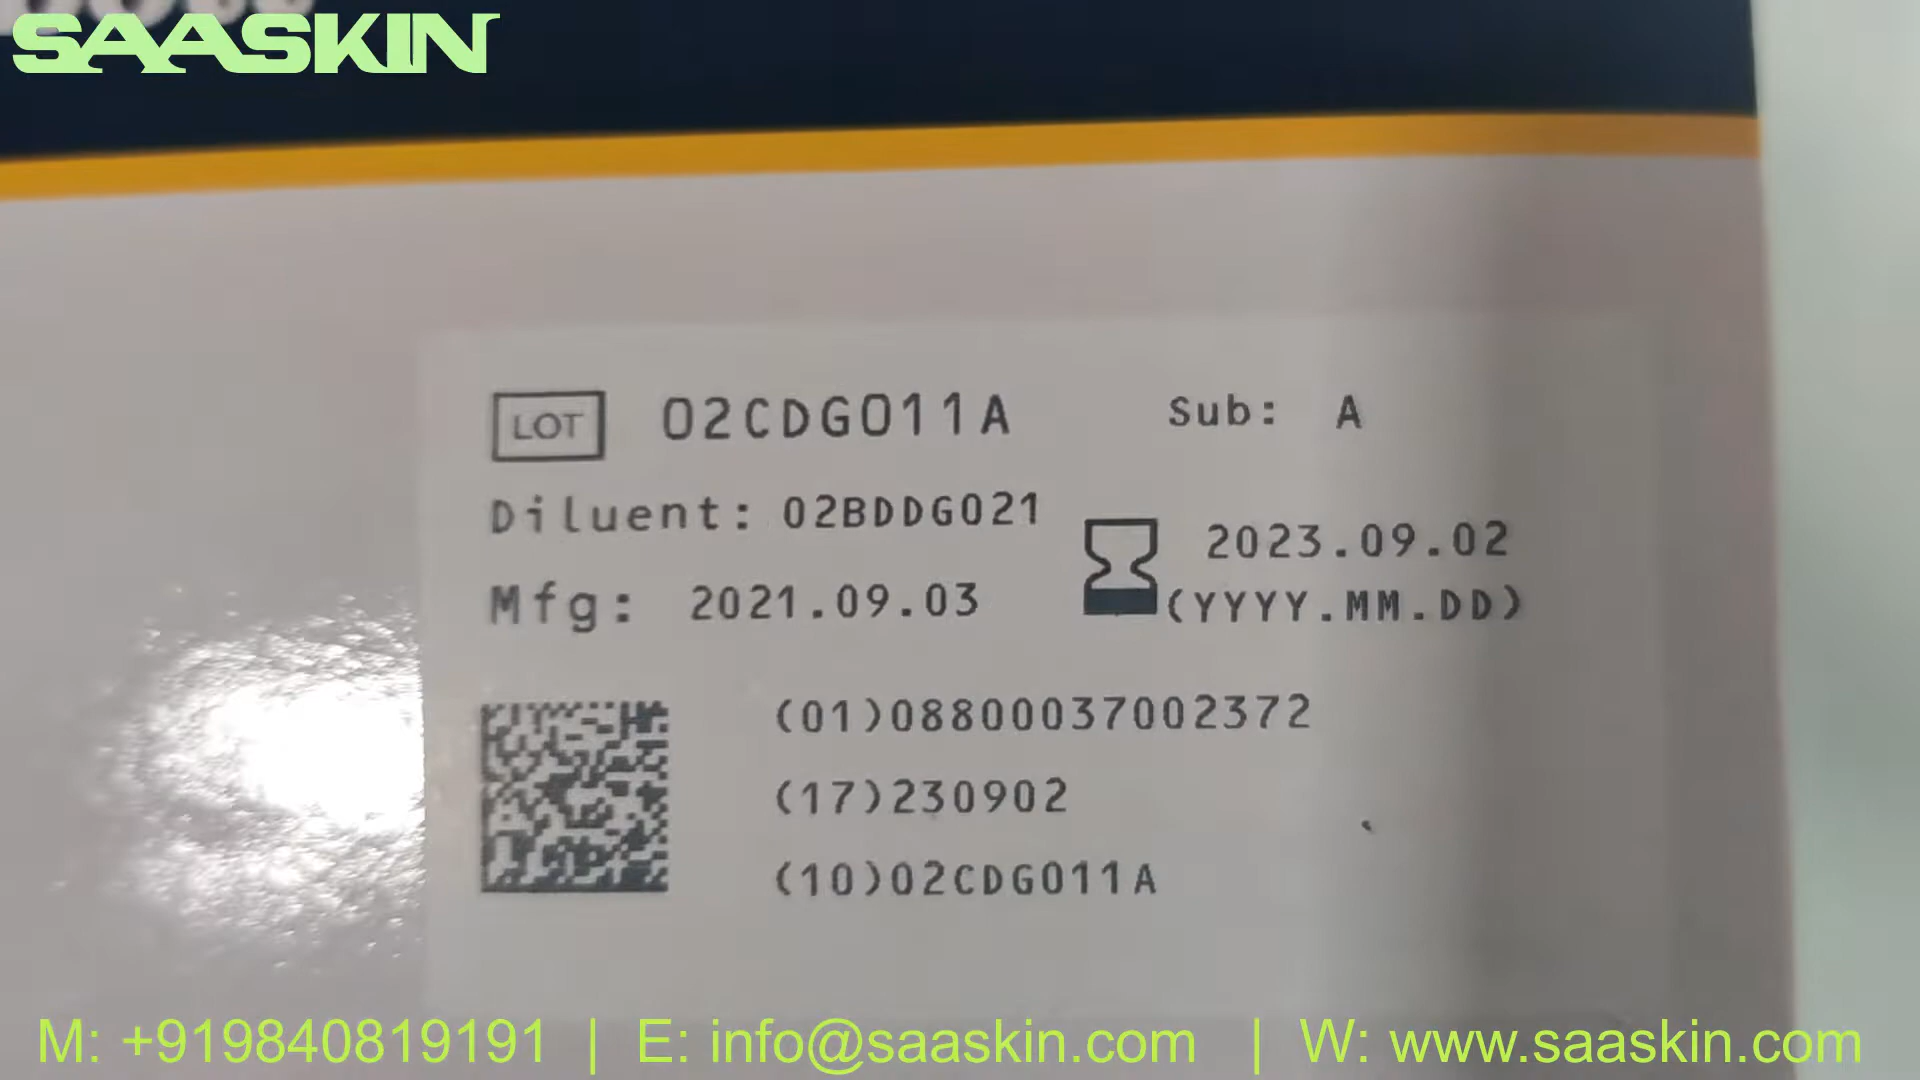 SAASKIN
LOT 02CDG011A Sub: A
Diluent: 02BDDG021
2023.09.02
Mfg: 2021.09.03
(YYYY.MM.DD)
(01)08800037002372
(17)230902
(10)02CDG011A
M: +919840819191 | E: info@saaskin.com | W: www.saaskin.com